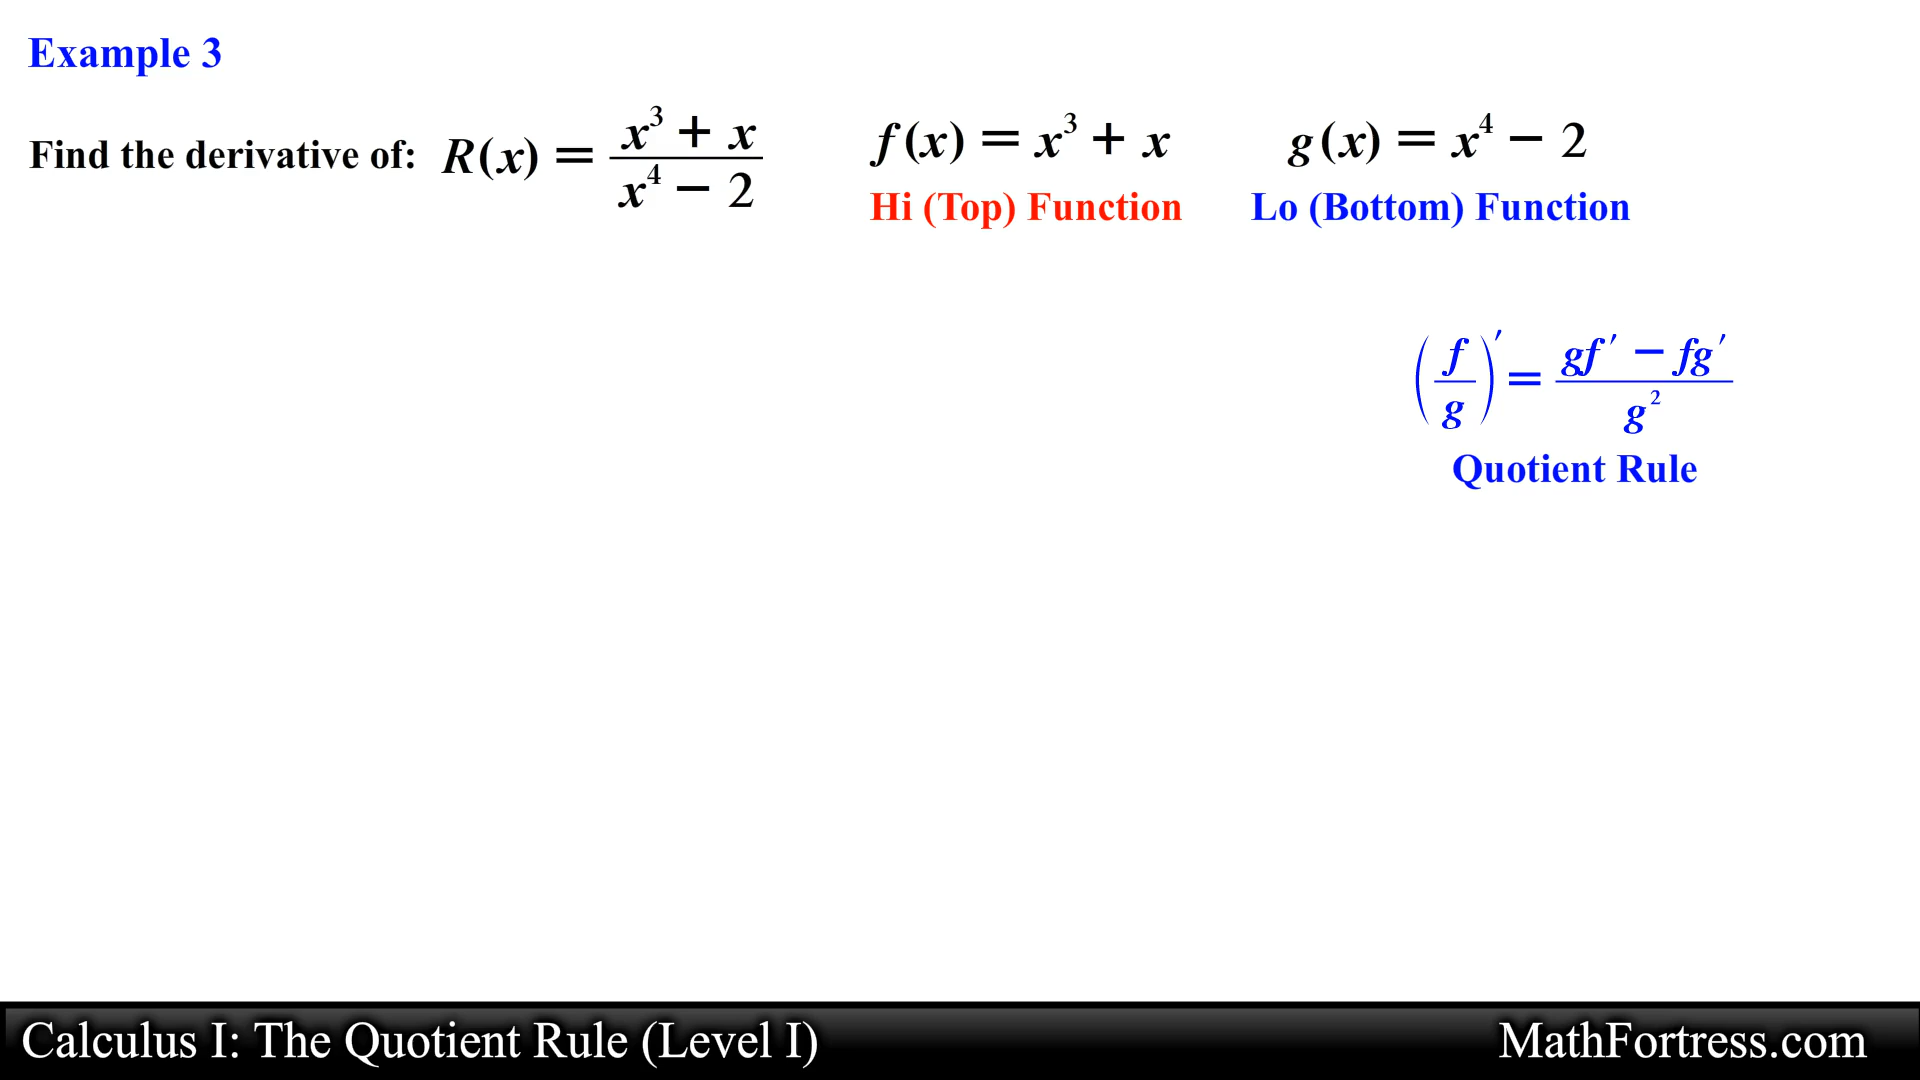 Example 3
Find the derivative of: R(x) = (x³ + x)/(x⁴ − 2)
f(x) = x³ + x
g(x) = x⁴ − 2
Hi (Top) Function
Lo (Bottom) Function
(f/g)′ = (gf′ − fg′)/g²
Quotient Rule
Calculus I: The Quotient Rule (Level I)
MathFortress.com